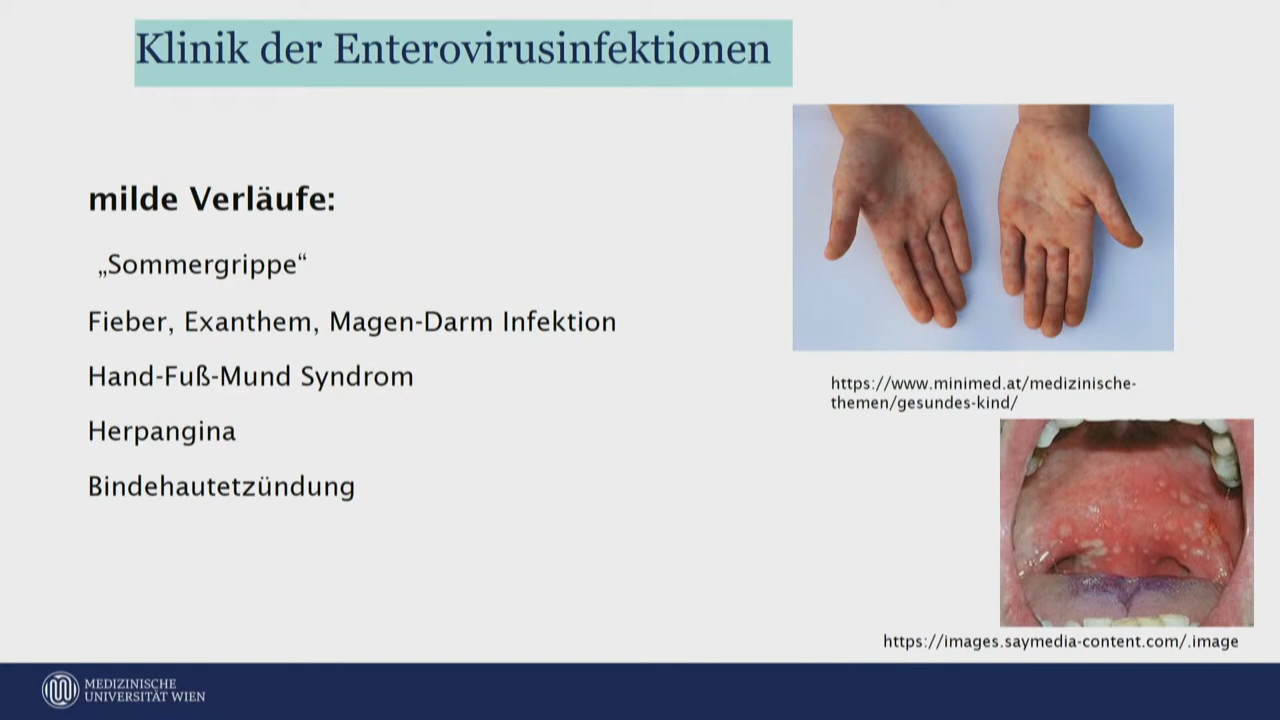 Klinik der Enterovirusinfektionen
milde Verläufe:
„Sommergrippe“
Fieber, Exanthem, Magen-Darm Infektion
Hand-Fuß-Mund Syndrom
Herpangina
Bindehautetzündung
https://www.minimed.at/medizinische-
themen/gesundes-kind/
https://images.saymedia-content.com/.image
MEDIZINISCHE
UNIVERSITÄT WIEN